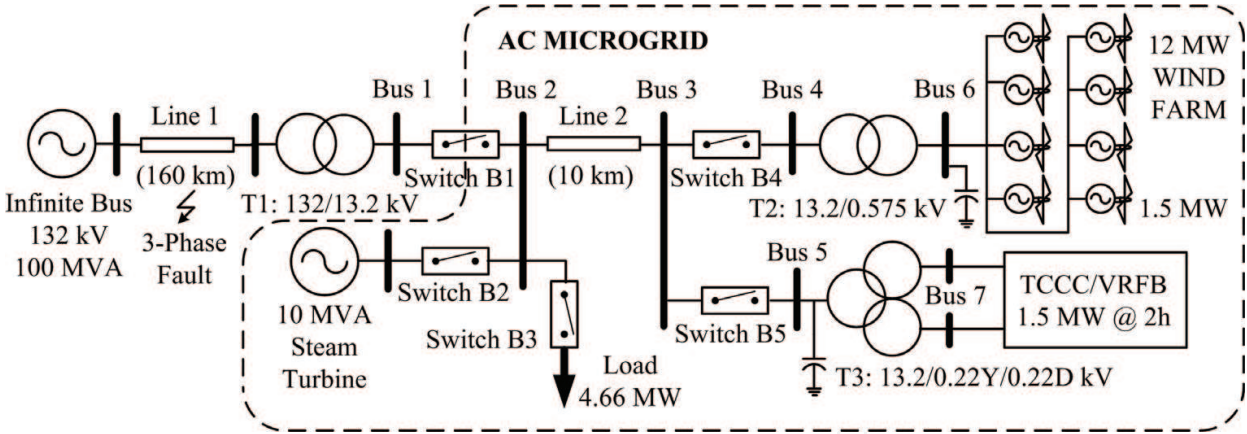 AC MICROGRID
12 MW
WIND
FARM
1.5 MW
Bus 1
Bus 2
Bus 3
Bus 4
Bus 6
Line 1
(160 km)
Line 2
(10 km)
Switch B1
Switch B4
Infinite Bus
132 kV
100 MVA
3-Phase
Fault
T1: 132/13.2 kV
T2: 13.2/0.575 kV
10 MVA
Steam
Turbine
Switch B2
Switch B3
Load
4.66 MW
Switch B5
Bus 5
Bus 7
TCCC/VRFB
1.5 MW @ 2h
T3: 13.2/0.22Y/0.22D kV